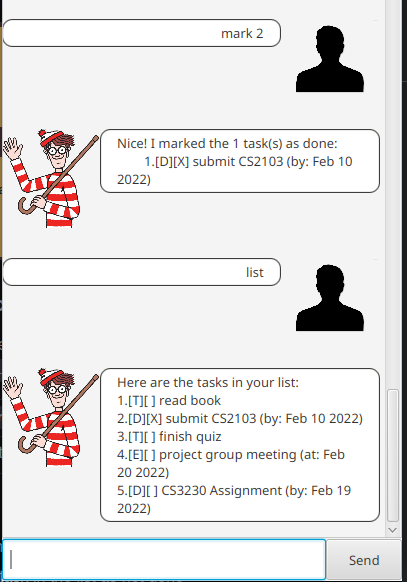 mark 2
Nice! I marked the 1 task(s) as done:
1.[D][X] submit CS2103 (by: Feb 10
2022)
list
Here are the tasks in your list:
1.[T][ ] read book
2.[D][X] submit CS2103 (by: Feb 10 2022)
3.[T][ ] finish quiz
4.[E][ ] project group meeting (at: Feb
20 2022)
5.[D][ ] CS3230 Assignment (by: Feb 19
2022)
Send